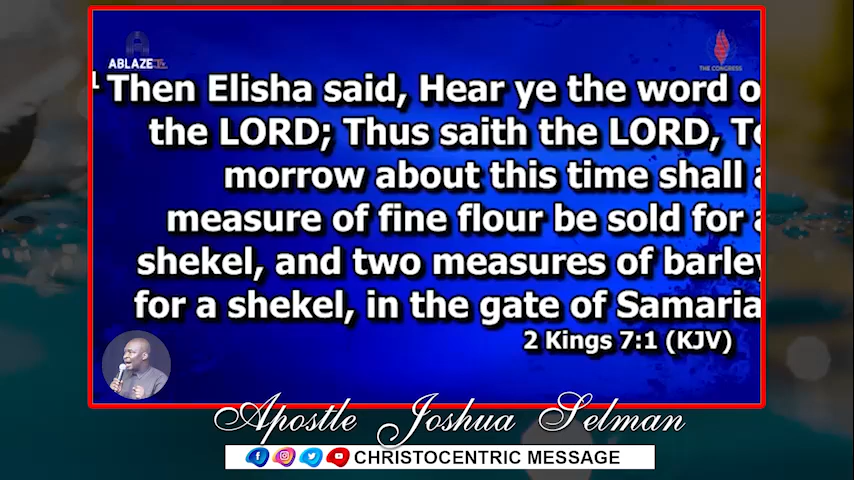 ABLAZE TV
THE CONGRESS
1 Then Elisha said, Hear ye the word o
the LORD; Thus saith the LORD, To
morrow about this time shall a
measure of fine flour be sold for a
shekel, and two measures of barley
for a shekel, in the gate of Samaria
2 Kings 7:1 (KJV)
Apostle Joshua Selman
CHRISTOCENTRIC MESSAGE